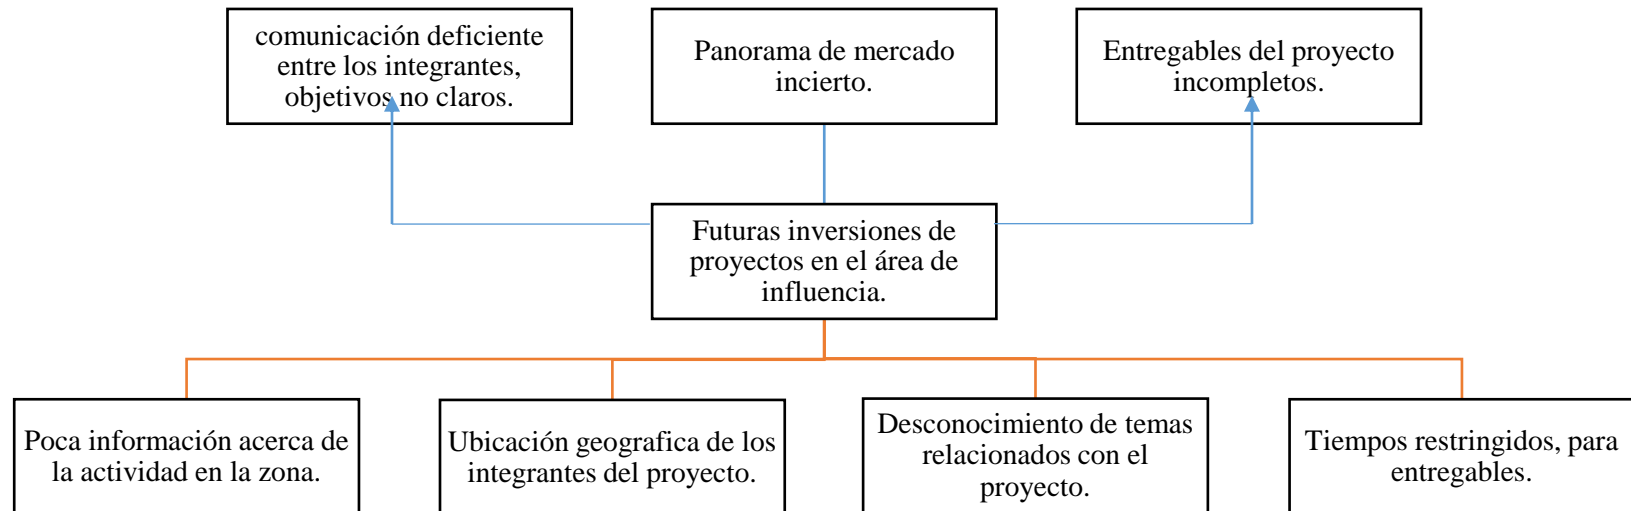 comunicación deficiente
entre los integrantes,
objetivos no claros.
Panorama de mercado
incierto.
Entregables del proyecto
incompletos.
Futuras inversiones de
proyectos en el área de
influencia.
Poca información acerca de
la actividad en la zona.
Ubicación geografica de los
integrantes del proyecto.
Desconocimiento de temas
relacionados con el
proyecto.
Tiempos restringidos, para
entregables.